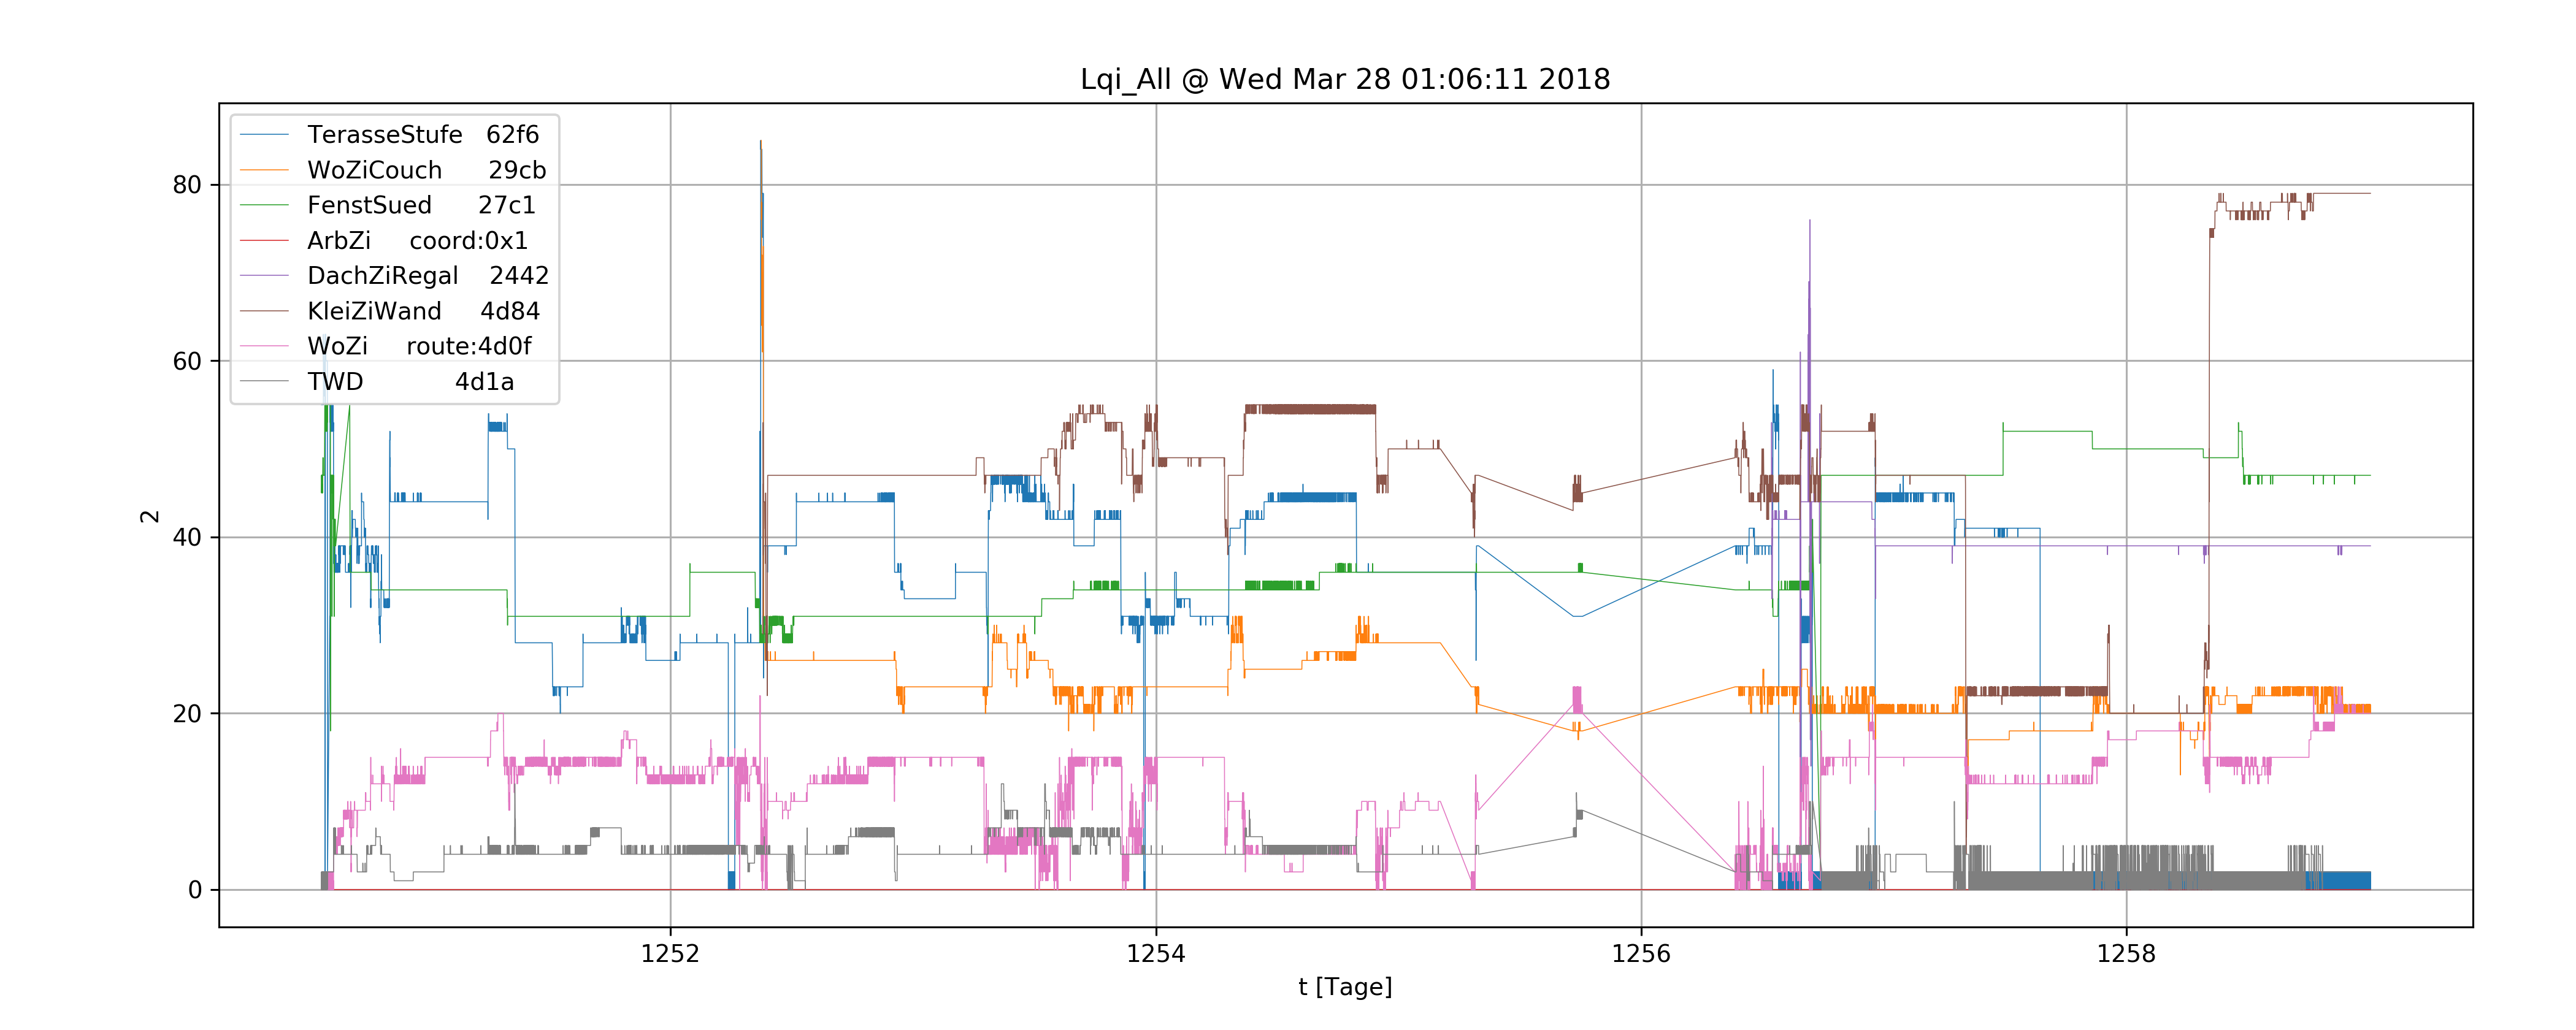 Lqi_All @ Wed Mar 28 01:06:11 2018
TerasseStufe 62f6
WoZiCouch 29cb
FenstSued 27c1
ArbZi coord:0x1
DachZiRegal 2442
KleiZiWand 4d84
WoZi route:4d0f
TWD 4d1a
80
60
40
20
0
2
1252 1254 1256 1258
t [Tage]